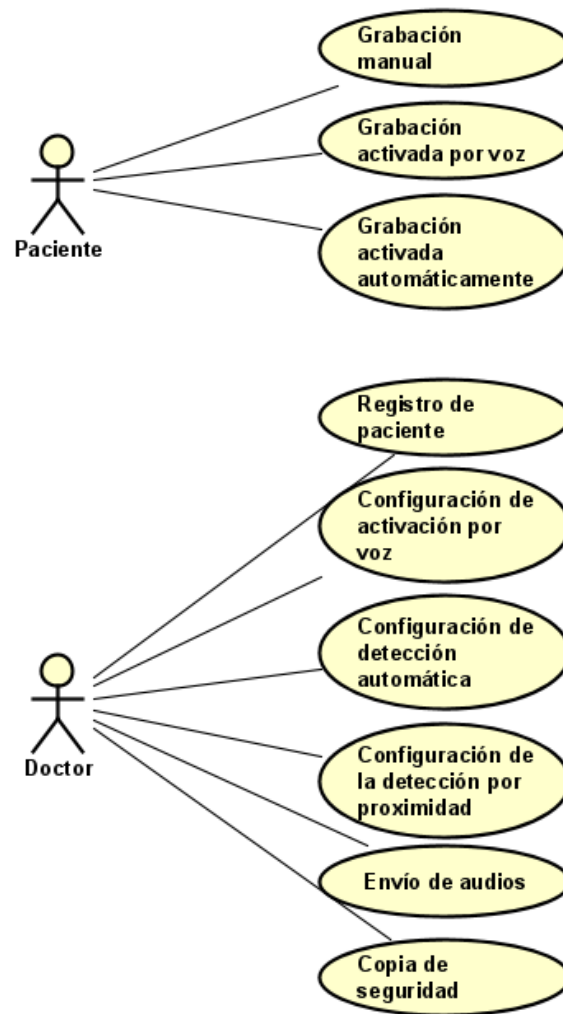 Grabación
manual
Grabación
activada por voz
Grabación
activada
automáticamente
Paciente
Registro de
paciente
Configuración de
activación por
voz
Configuración de
detección
automática
Configuración de
la detección por
proximidad
Doctor
Envío de audios
Copia de
seguridad